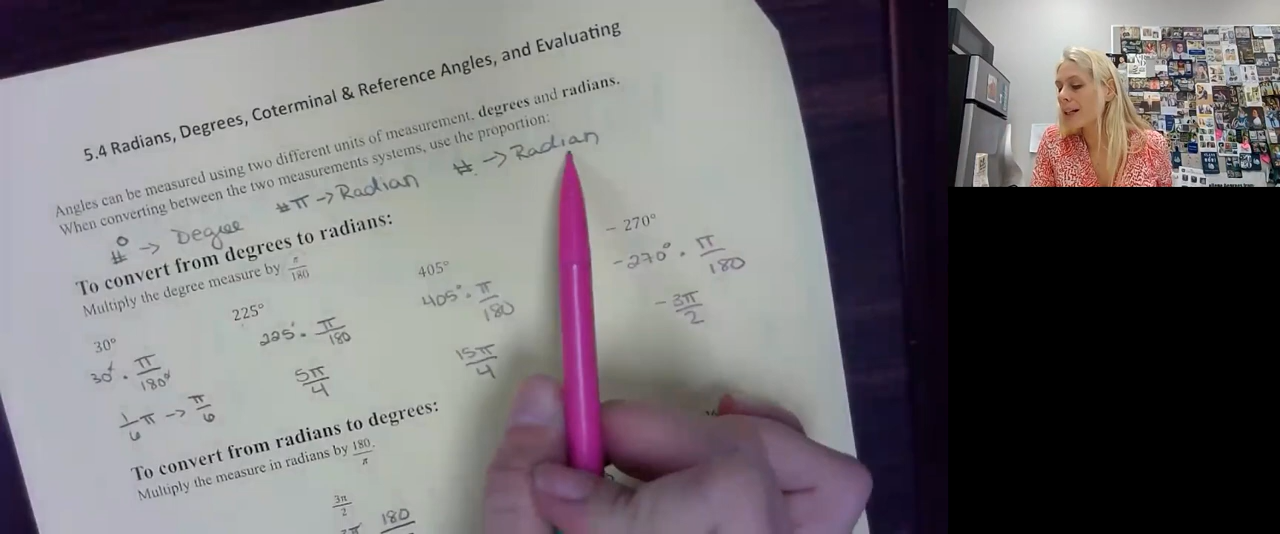 5.4 Radians, Degrees, Coterminal & Reference Angles, and Evaluating
Angles can be measured using two different units of measurement, degrees and radians.
When converting between the two measurements systems, use the proportion:
#° → Degree #π → Radian # → Radian
To convert from degrees to radians:
Multiply the degree measure by π/180
30° 225° 405° - 270°
30° · π/180° 225° · π/180 405° · π/180 -270° · π/180
1/6 π → π/6 5π/4 15π/4 - 3π/2
To convert from radians to degrees:
Multiply the measure in radians by 180/π.
3π/2
180